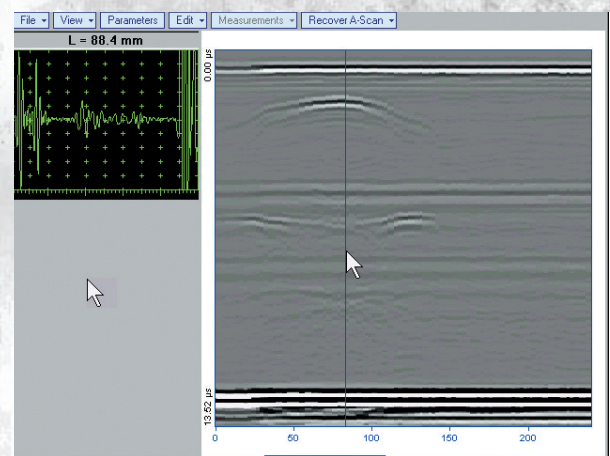 File View Parameters Edit Measurements Recover A-Scan
L = 88.4 mm
0.00 µs
13.52 µs
0 50 100 150 200